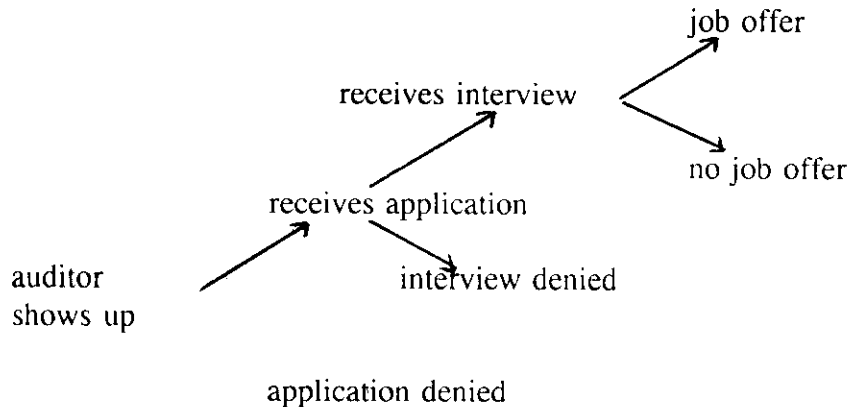 job offer
receives interview
no job offer
receives application
auditor
shows up
interview denied
application denied